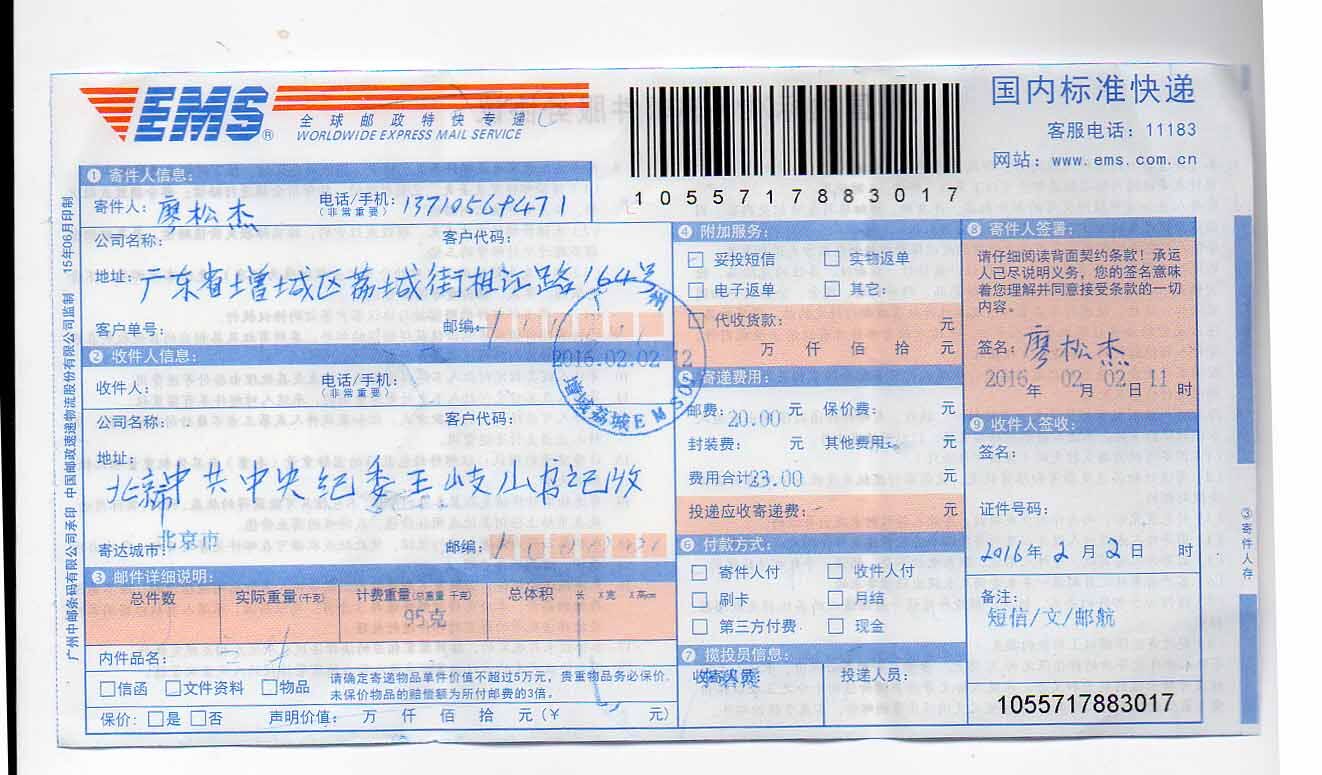 EMS®
全球邮政特快专递
WORLDWIDE EXPRESS MAIL SERVICE
1055717883017
国内标准快递
客服电话：11183
网站：www.ems.com.cn
广州中邮条码有限公司承印 中国邮政速递物流股份有限公司监制 15年06月印制
❶ 寄件人信息：
寄件人：廖松杰 电话/手机：(非常重要) 13710569471
公司名称： 客户代码：
地址：广东省增城区荔城街相江路164号
客户单号： 邮编：
州
2016.02.02 12
增城荔城EMS
❷ 收件人信息：
收件人： 电话/手机：(非常重要)
公司名称： 客户代码：
地址：
中共中央纪委王岐山书记收
北京市
寄达城市： 邮编：
❸ 邮件详细说明：
总件数 实际重量(千克) 计费重量(总重量 千克) 总体积 长 x宽 x高cm
95克
内件品名：
□信函 □文件资料 □物品 请确定寄递物品单件价值不超过5万元，贵重物品务必保价，
未保价物品的赔偿额为所付邮费的3倍。
保价：□是 □否 声明价值： 万 仟 佰 拾 元(￥ 元)
❹ 附加服务：
□ 妥投短信 □ 实物返单
□ 电子返单 □ 其它：
□ 代收货款： 元
万 仟 佰 拾 元
❺ 寄递费用：
邮费：20.00 元 保价费： 元
封装费： 元 其他费用： 元
费用合计：23.00 元
投递应收寄递费： 元
❻ 付款方式：
□ 寄件人付 □ 收件人付
□ 刷卡 □ 月结
□ 第三方付费 □ 现金
❼ 揽投员信息：
收寄人员： 投递人员：
❽ 寄件人签署：
请仔细阅读背面契约条款！承运
人已尽说明义务，您的签名意味
着您理解并同意接受条款的一切
内容。
签名：廖松杰
2016年 02月 02日 11时
❾ 收件人签收：
签名：
证件号码：
2016年2月2日 时
备注：
短信/文/邮航
1055717883017
③寄件人存